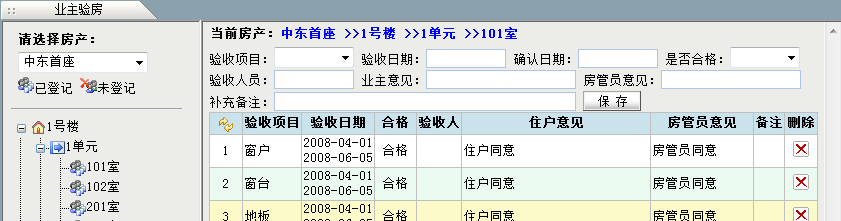 业主验房
请选择房产：
中东首座
已登记 未登记
1号楼
1单元
101室
102室
201室
当前房产：中东首座 >>1号楼 >>1单元 >>101室
验收项目： 验收日期： 确认日期： 是否合格：
验收人员： 业主意见： 房管员意见：
补充备注： 保 存
验收项目 验收日期 合格 验收人 住户意见 房管员意见 备注 删除
1 窗户 2008-04-01 合格 住户同意 房管员同意
2008-06-05
2 窗台 2008-04-01 合格 住户同意 房管员同意
2008-06-05
3 地板 2008-04-01 合格 住户同意 房管员同意